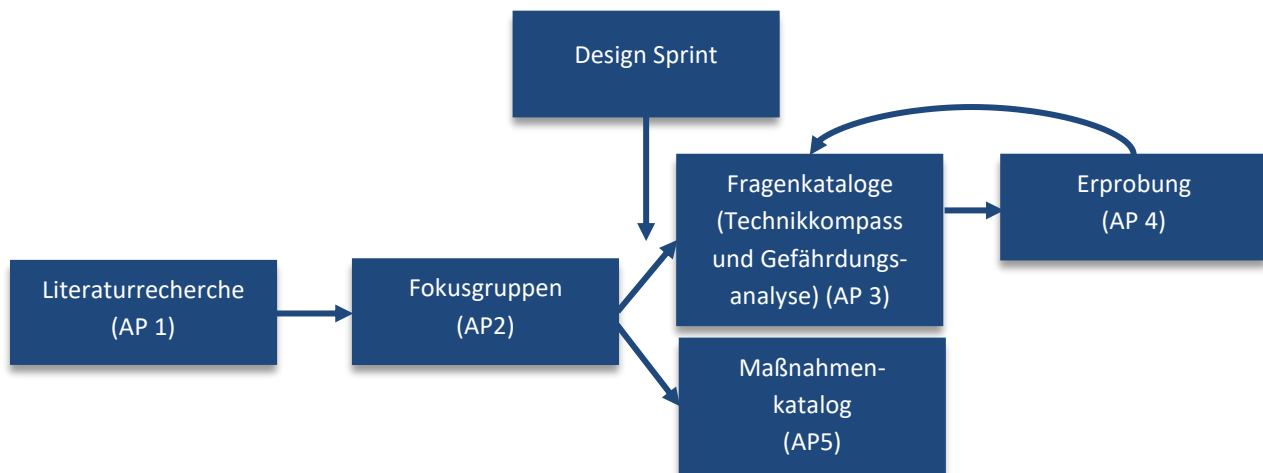 Design Sprint
Literaturrecherche
(AP 1)
Fokusgruppen
(AP2)
Fragenkataloge
(Technikkompass
und Gefährdungs-
analyse) (AP 3)
Erprobung
(AP 4)
Maßnahmen-
katalog
(AP5)